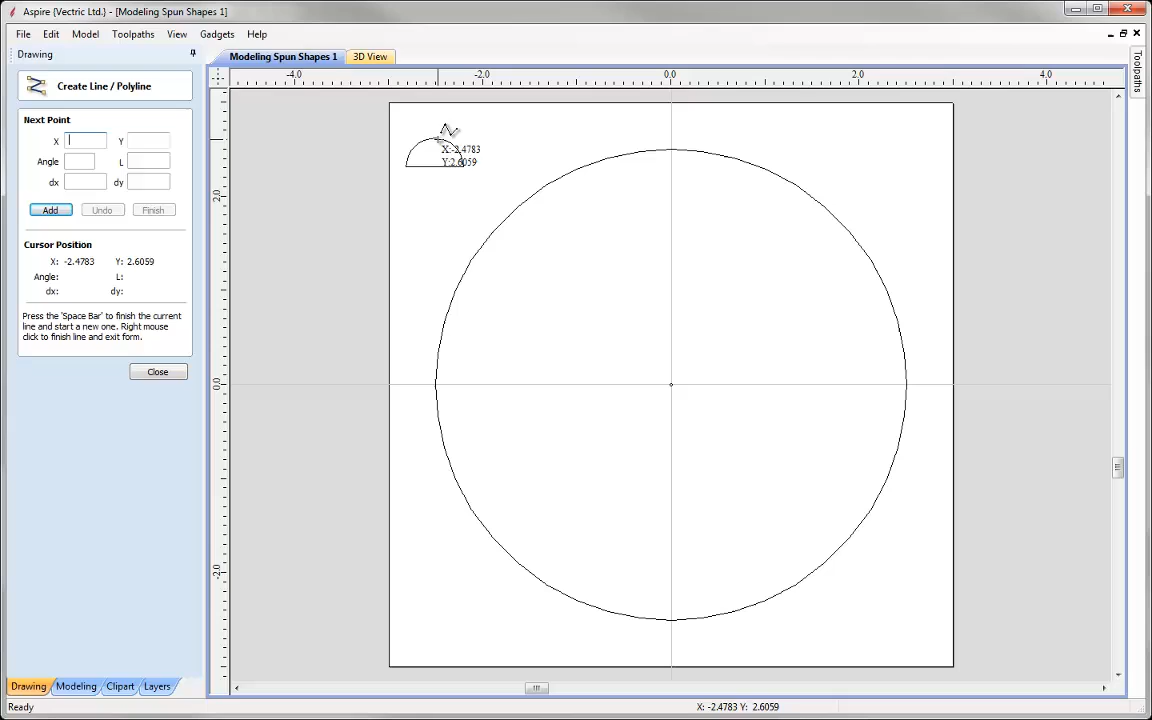 Aspire {Vectric Ltd.} - [Modeling Spun Shapes 1]
File Edit Model Toolpaths View Gadgets Help
Drawing
Modeling Spun Shapes 1
3D View
Toolpaths
Create Line / Polyline
-4.0 -2.0 0.0 2.0 4.0
2.0
0.0
-2.0
Next Point
X Y
Angle L
dx dy
Add Undo Finish
Cursor Position
X: -2.4783 Y: 2.6059
Angle: L:
dx: dy:
Press the 'Space Bar' to finish the current
line and start a new one. Right mouse
click to finish line and exit form.
Close
X:-2.4783
Y:2.6059
Drawing Modeling Clipart Layers
Ready
X: -2.4783 Y: 2.6059